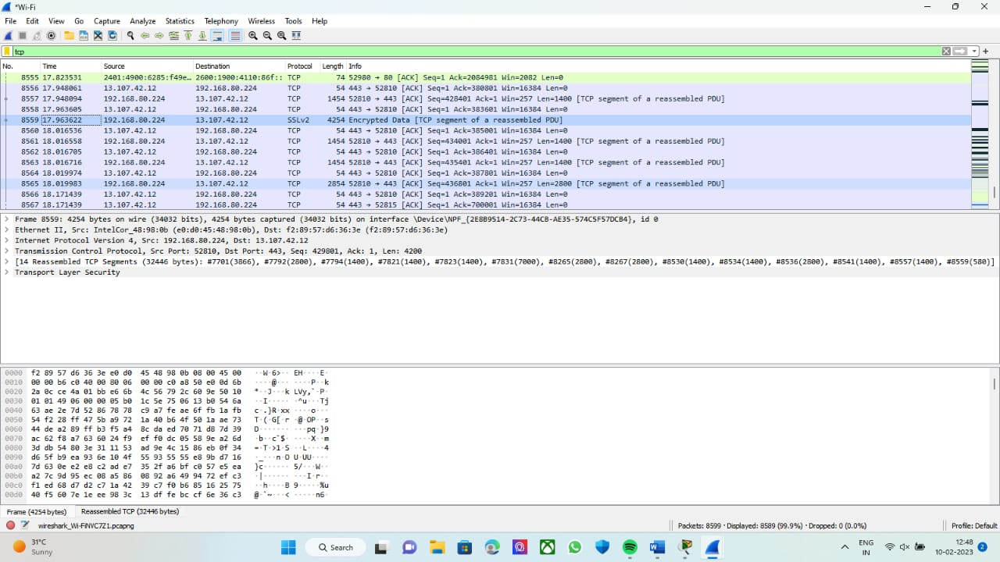 *Wi-Fi
File Edit View Go Capture Analyze Statistics Telephony Wireless Tools Help
tcp
No. Time Source Destination Protocol Length Info
8555 17.823531 2401:4900:6285:f49e… 2600:1900:4110:86f:: TCP 74 52980 → 80 [ACK] Seq=1 Ack=2084981 Win=2082 Len=0
8556 17.948061 13.107.42.12 192.168.80.224 TCP 54 443 → 52810 [ACK] Seq=1 Ack=380801 Win=16384 Len=0
8557 17.948094 192.168.80.224 13.107.42.12 TCP 1454 52810 → 443 [ACK] Seq=428401 Ack=1 Win=257 Len=1400 [TCP segment of a reassembled PDU]
8558 17.963605 13.107.42.12 192.168.80.224 TCP 54 443 → 52810 [ACK] Seq=1 Ack=383601 Win=16384 Len=0
8559 17.963622 192.168.80.224 13.107.42.12 SSLv2 4254 Encrypted Data [TCP segment of a reassembled PDU]
8560 18.016536 13.107.42.12 192.168.80.224 TCP 54 443 → 52810 [ACK] Seq=1 Ack=385001 Win=16384 Len=0
8561 18.016558 192.168.80.224 13.107.42.12 TCP 1454 52810 → 443 [ACK] Seq=434001 Ack=1 Win=257 Len=1400 [TCP segment of a reassembled PDU]
8562 18.016705 13.107.42.12 192.168.80.224 TCP 54 443 → 52810 [ACK] Seq=1 Ack=386401 Win=16384 Len=0
8563 18.016716 192.168.80.224 13.107.42.12 TCP 1454 52810 → 443 [ACK] Seq=435401 Ack=1 Win=257 Len=1400 [TCP segment of a reassembled PDU]
8564 18.019974 13.107.42.12 192.168.80.224 TCP 54 443 → 52810 [ACK] Seq=1 Ack=387801 Win=16384 Len=0
8565 18.019983 192.168.80.224 13.107.42.12 TCP 2854 52810 → 443 [ACK] Seq=436801 Ack=1 Win=257 Len=2800 [TCP segment of a reassembled PDU]
8566 18.171439 13.107.42.12 192.168.80.224 TCP 54 443 → 52810 [ACK] Seq=1 Ack=389201 Win=16384 Len=0
8567 18.171439 13.107.42.12 192.168.80.224 TCP 54 443 → 52815 [ACK] Seq=1 Ack=700001 Win=16384 Len=0
Frame 8559: 4254 bytes on wire (34032 bits), 4254 bytes captured (34032 bits) on interface \Device\NPF_{2E8B9514-2C73-44CB-AE35-574C5F57DCB4}, id 0
Ethernet II, Src: IntelCor_48:98:0b (e0:d0:45:48:98:0b), Dst: f2:89:57:d6:36:3e (f2:89:57:d6:36:3e)
Internet Protocol Version 4, Src: 192.168.80.224, Dst: 13.107.42.12
Transmission Control Protocol, Src Port: 52810, Dst Port: 443, Seq: 429801, Ack: 1, Len: 4200
[14 Reassembled TCP Segments (32446 bytes): #7701(3866), #7792(2800), #7794(1400), #7821(1400), #7823(1400), #7831(7000), #8265(2800), #8267(2800), #8530(1400), #8534(1400), #8536(2800), #8541(1400), #8557(1400), #8559(580)]
Transport Layer Security
0000 f2 89 57 d6 36 3e e0 d0 45 48 98 0b 08 00 45 00 ··W·6>·· EH····E·
0010 00 00 b6 c0 40 00 80 06 00 00 c0 a8 50 e0 0d 6b ····@··· ····P··k
0020 2a 0c ce 4a 01 bb e6 6b 4c 56 79 2c 60 9e 50 10 *··J···k LVy,`·P·
0030 01 01 49 06 00 00 05 b0 1c 5e 75 06 13 b0 54 6a ··I····· ·^u···Tj
0040 63 ae 2e 7d 52 86 78 78 c9 a7 fe ae 6f fb 1a fb c·.}R·xx ····o···
0050 54 f2 28 ff 47 5b a9 72 1a 40 b6 4f 50 1a ae 73 T·(·G[·r ·@·OP··s
0060 44 de a2 89 ff b3 f5 a4 8c da ed 70 71 d8 7d 39 D······· ···pq·}9
0070 ac 62 f8 a7 63 60 24 f9 ef f0 dc 05 58 9e a2 6d ·b··c`$· ····X··m
0080 3d db 54 80 3e 31 11 53 ad 9e 4c 15 86 eb 0f 34 =·T·>1·S ··L····4
0090 d6 5f b9 ea 93 6e 10 4f 55 93 55 55 e8 9b d7 16 ·_···n·O U·UU····
00a0 7d 63 0e e2 e8 c2 ad e7 35 2f a6 bf c0 57 e5 ea }c······ 5/···W··
00b0 a2 7c 9d 95 ec 08 a5 86 08 92 a6 49 94 72 ef c3 ·|······ ···I·r··
00c0 f1 ed 68 d7 d2 c7 1a 42 39 c7 f0 b6 85 16 25 75 ··h····B 9·····%u
00d0 40 f5 60 7e 1e ee 98 3c 13 df fe bc cf 6e 36 c3 @·`~···< ·····n6·
Frame (4254 bytes) Reassembled TCP (32446 bytes)
wireshark_Wi-FiNVC7Z1.pcapng Packets: 8599 · Displayed: 8589 (99.9%) · Dropped: 0 (0.0%) Profile: Default
31°C
Sunny
Search
ENG
IN
12:48
10-02-2023
2